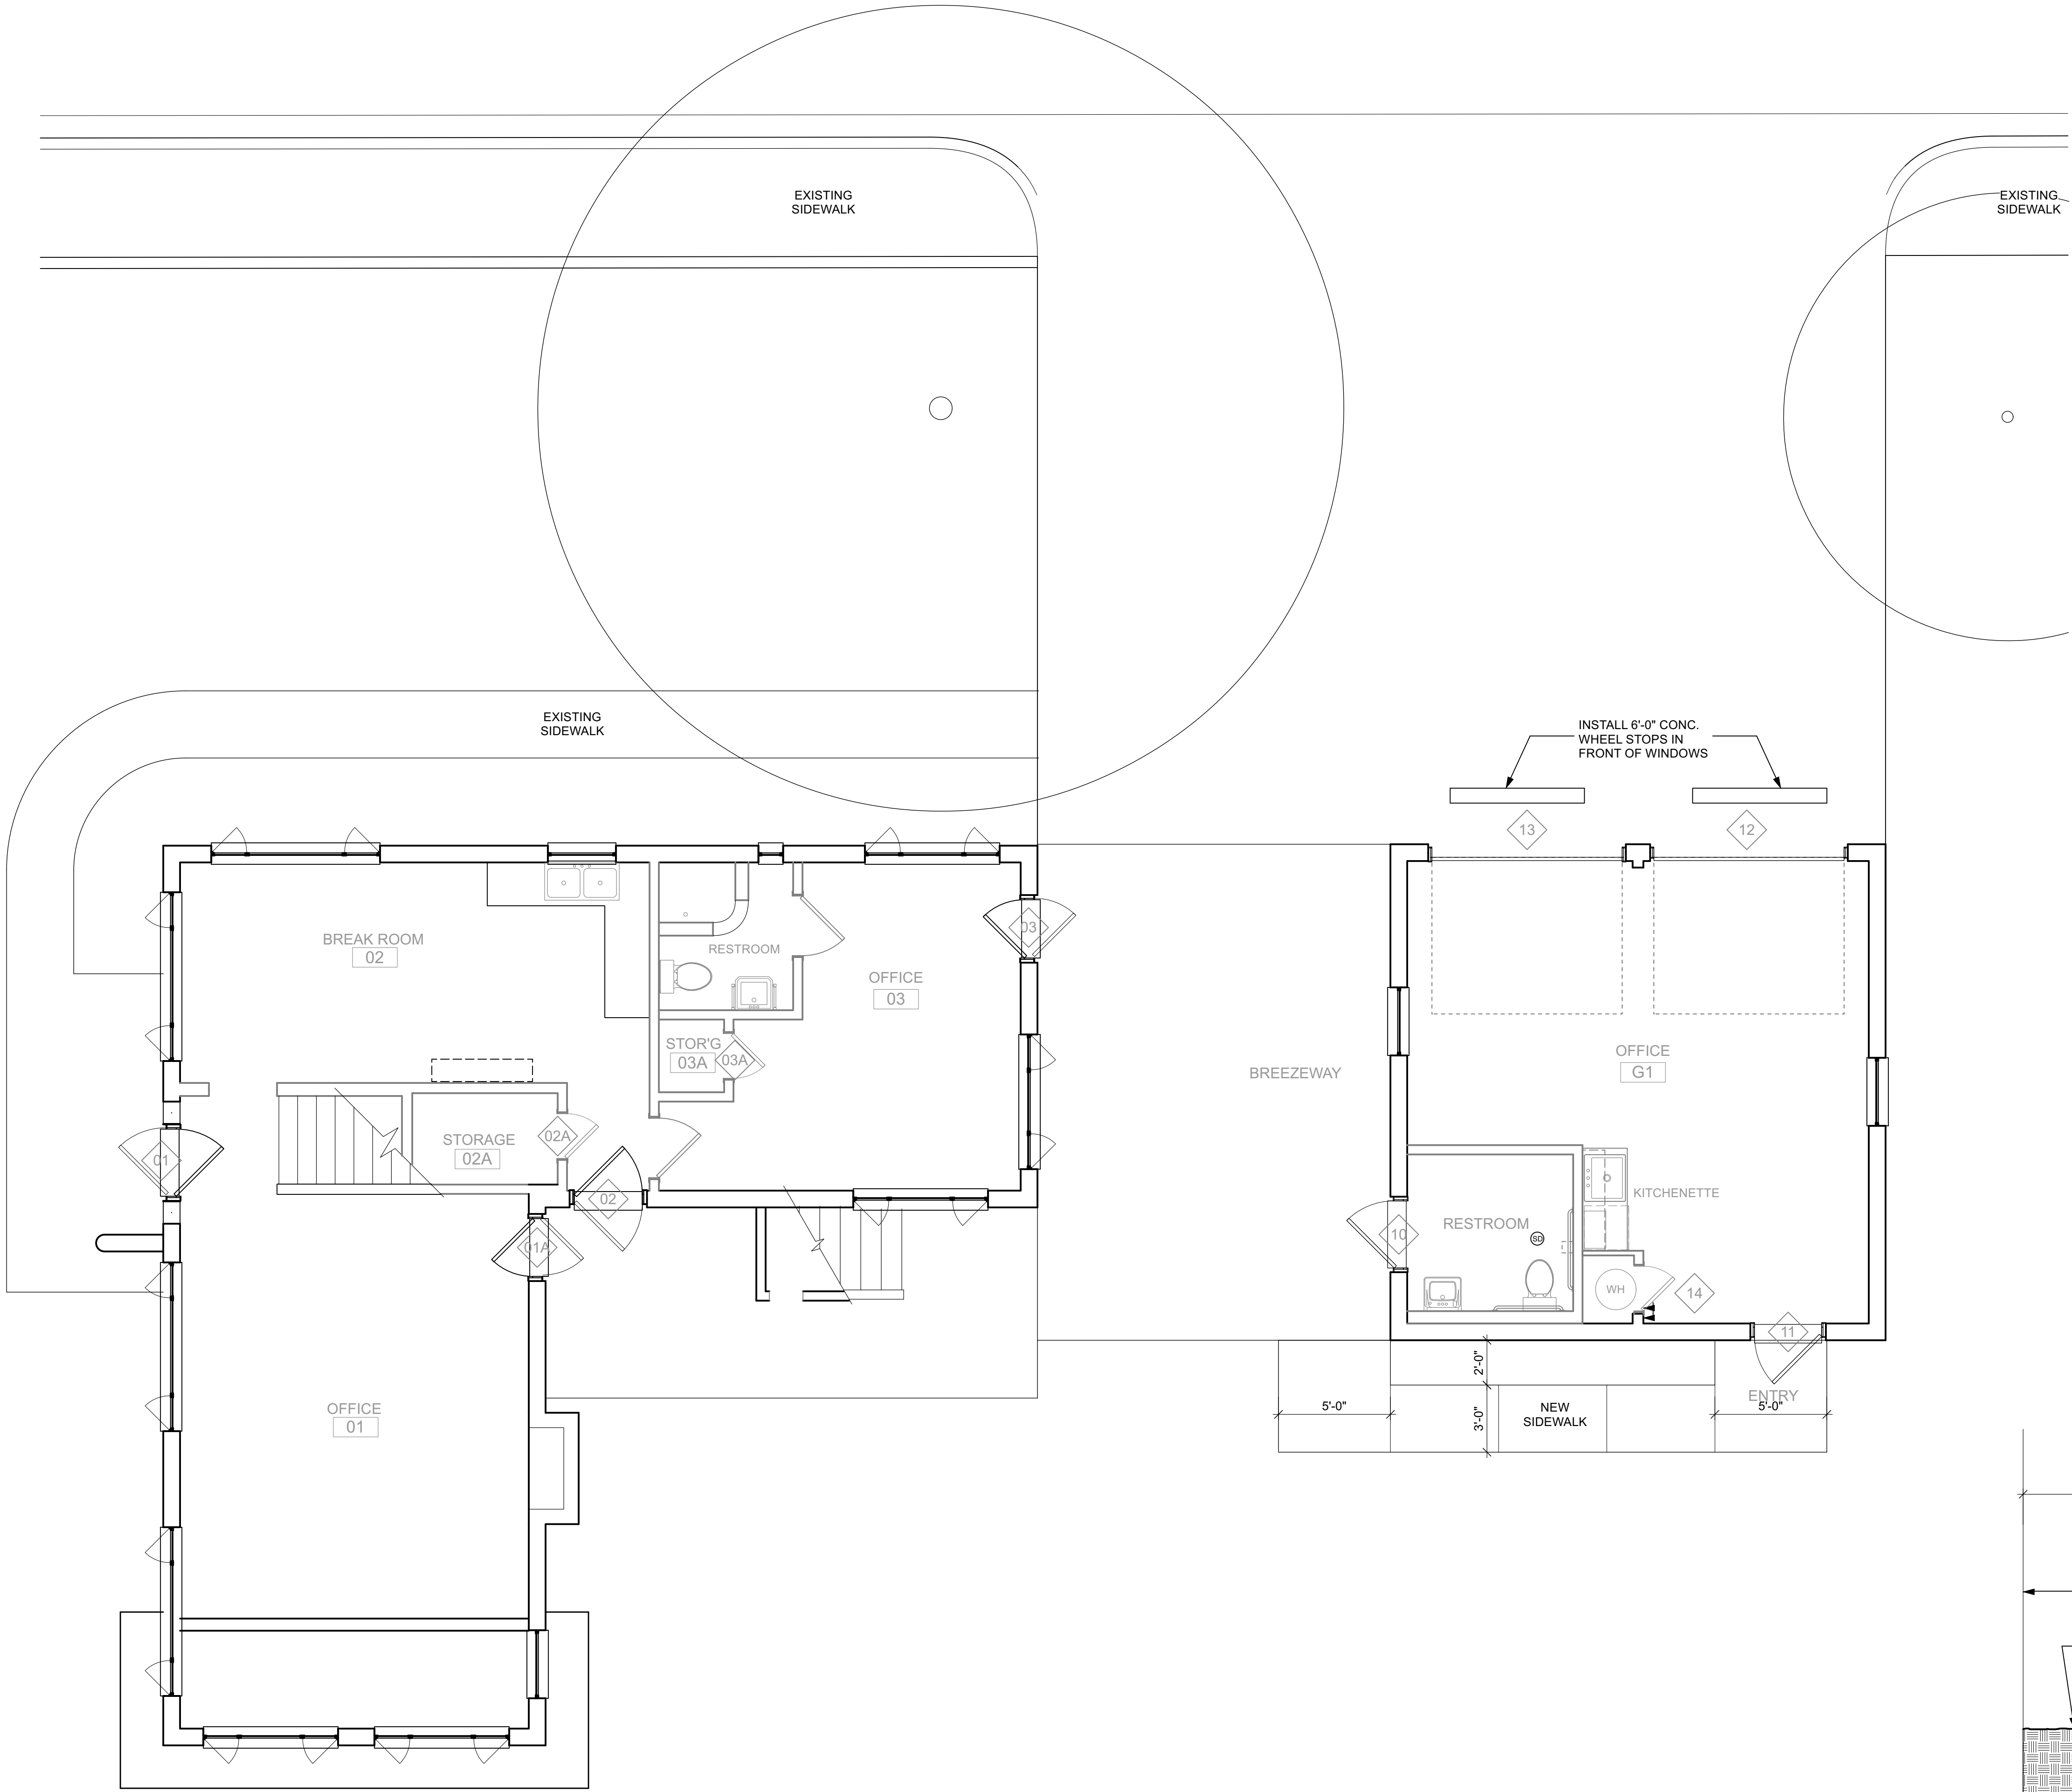 EXISTING
SIDEWALK
EXISTING
SIDEWALK
EXISTING
SIDEWALK
INSTALL 6'-0" CONC.
WHEEL STOPS IN
FRONT OF WINDOWS
13
12
BREAK ROOM
02
RESTROOM
OFFICE
03
03
STOR'G
03A
03A
BREEZEWAY
OFFICE
G1
01
STORAGE
02A
02A
02
01A
KITCHENETTE
RESTROOM
SD
10
WH
14
11
2'-0"
3'-0"
5'-0"
NEW
SIDEWALK
ENTRY
5'-0"
OFFICE
01